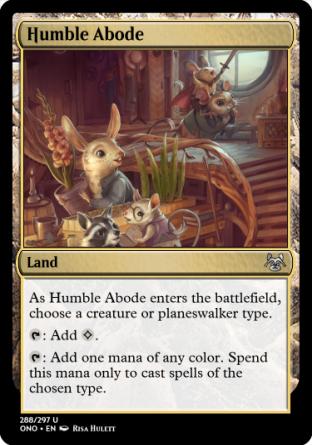 Humble Abode
Land
As Humble Abode enters the battlefield,
choose a creature or planeswalker type.
: Add .
: Add one mana of any color. Spend
this mana only to cast spells of the
chosen type.
288/297 U
ONO • EN Risa Hulett